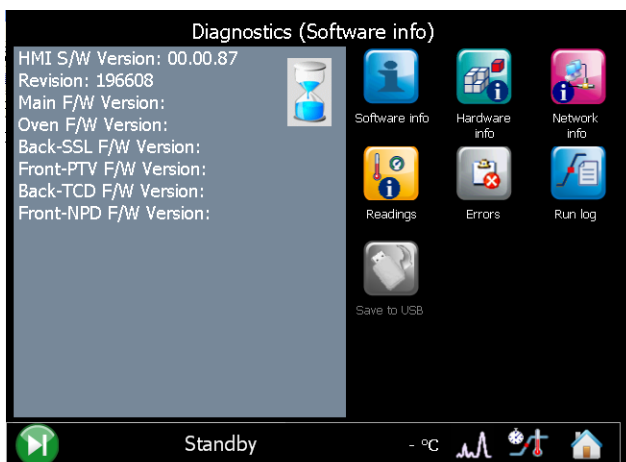 Diagnostics (Software info)
HMI S/W Version: 00.00.87
Revision: 196608
Main F/W Version:
Oven F/W Version:
Back-SSL F/W Version:
Front-PTV F/W Version:
Back-TCD F/W Version:
Front-NPD F/W Version:
Software info
Hardware
info
Network
info
Readings
Errors
Run log
Save to USB
Standby
- °C